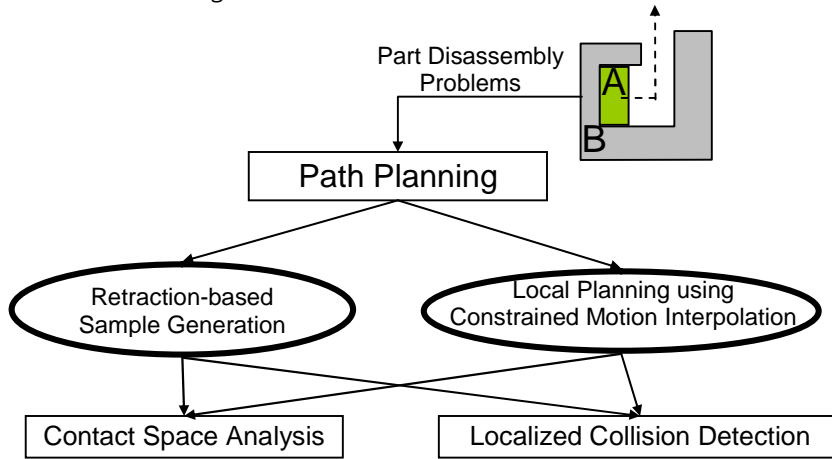 Part Disassembly
Problems
A
B
Path Planning
Retraction-based
Sample Generation
Local Planning using
Constrained Motion Interpolation
Contact Space Analysis
Localized Collision Detection